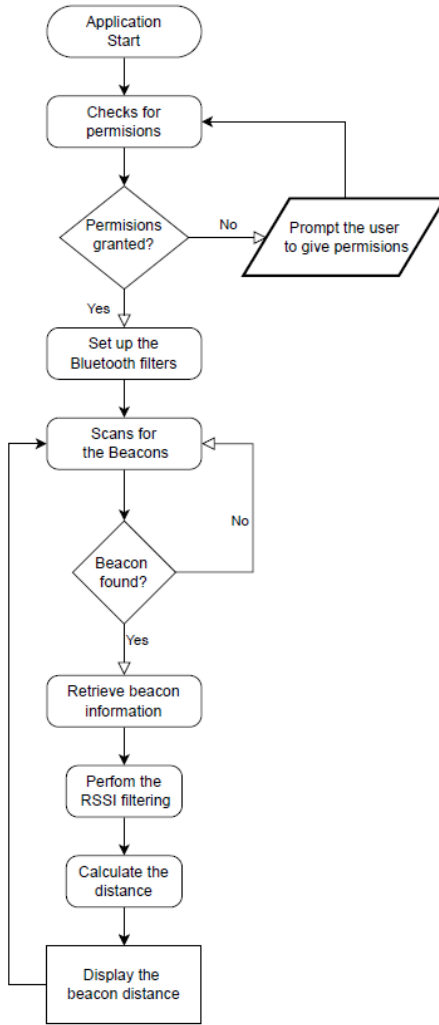 Application
Start
Checks for
permisions
Permisions
granted?
No
Prompt the user
to give permisions
Yes
Set up the
Bluetooth filters
Scans for
the Beacons
No
Beacon
found?
Yes
Retrieve beacon
information
Perfom the
RSSI filtering
Calculate the
distance
Display the
beacon distance